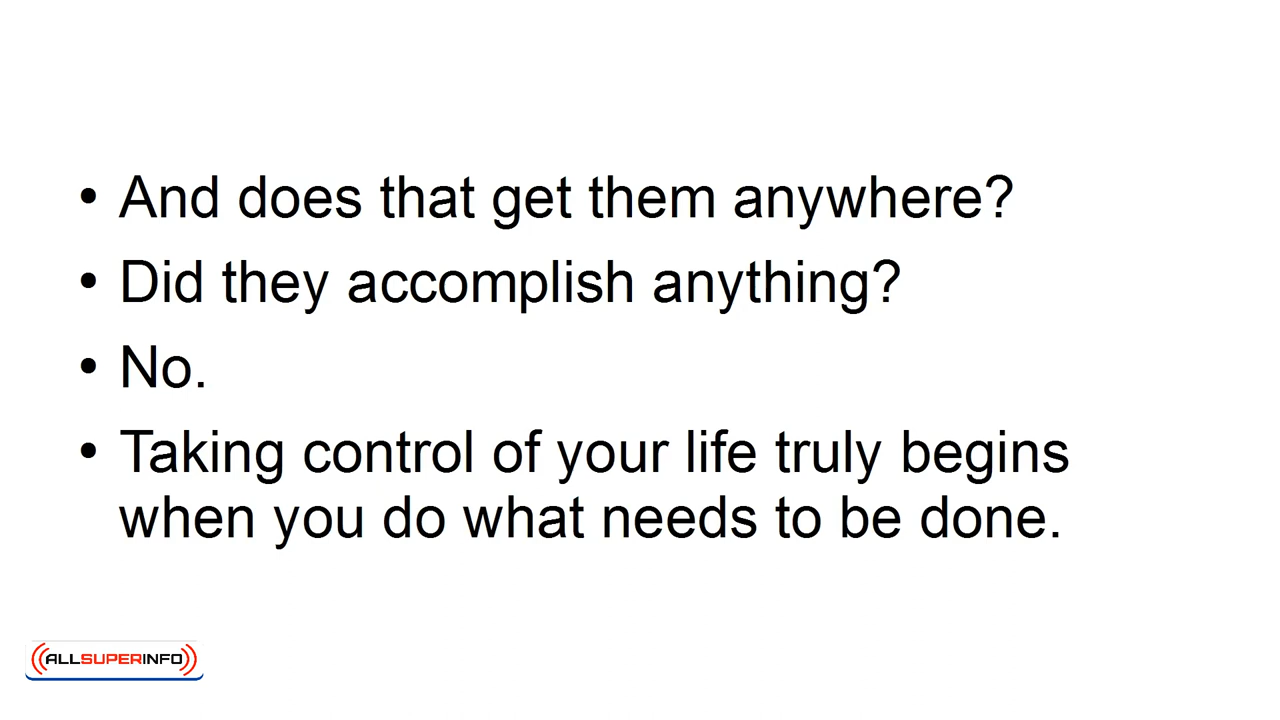 • And does that get them anywhere?
• Did they accomplish anything?
• No.
• Taking control of your life truly begins
when you do what needs to be done.
ALLSUPERINFO